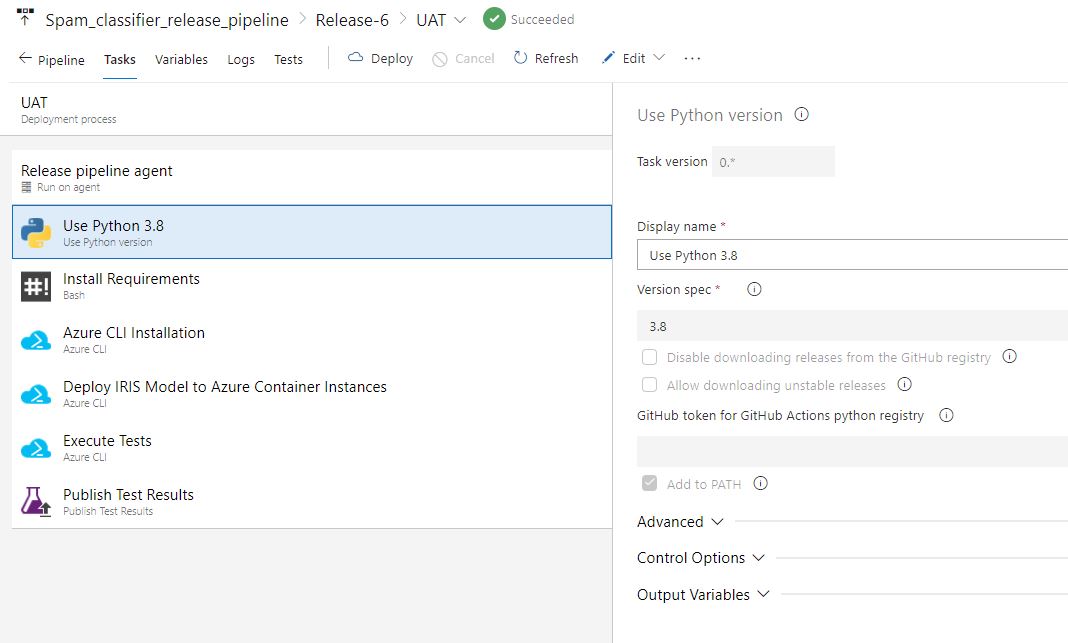 Spam_classifier_release_pipeline > Release-6 > UAT Succeeded
Pipeline Tasks Variables Logs Tests Deploy Cancel Refresh Edit ...
UAT
Deployment process
Release pipeline agent
Run on agent
Use Python 3.8
Use Python version
#!
Install Requirements
Bash
Azure CLI Installation
Azure CLI
Deploy IRIS Model to Azure Container Instances
Azure CLI
Execute Tests
Azure CLI
Publish Test Results
Publish Test Results
Use Python version
Task version 0.*
Display name *
Use Python 3.8
Version spec *
3.8
Disable downloading releases from the GitHub registry
Allow downloading unstable releases
GitHub token for GitHub Actions python registry
Add to PATH
Advanced
Control Options
Output Variables